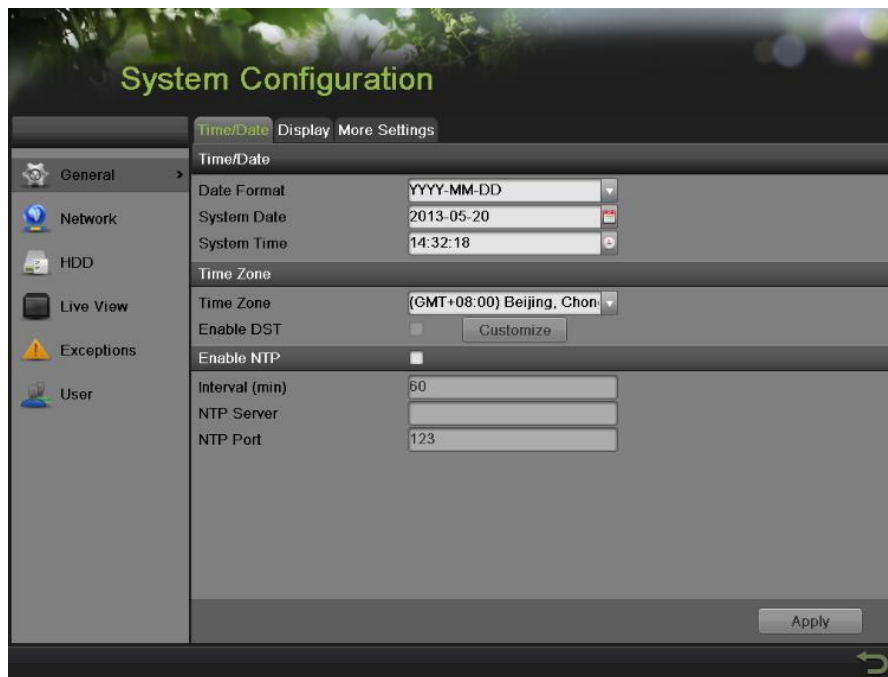 System Configuration
Time/Date Display More Settings
General
Network
HDD
Live View
Exceptions
User
Time/Date
Date Format YYYY-MM-DD
System Date 2013-05-20
System Time 14:32:18
Time Zone
Time Zone (GMT+08:00) Beijing, Chon
Enable DST Customize
Enable NTP
Interval (min) 60
NTP Server
NTP Port 123
Apply